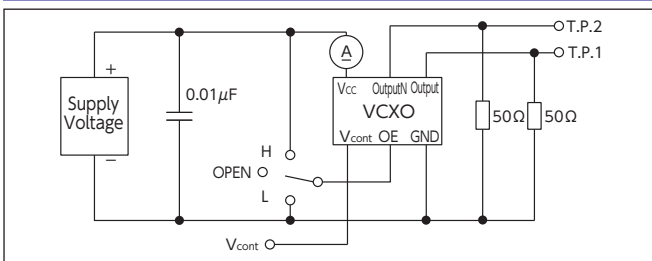 T.P.2
T.P.1
A
+
Supply
Voltage
−
0.01μF
Vcc OutputN Output
VCXO
Vcont OE GND
50Ω 50Ω
H
OPEN
L
Vcont